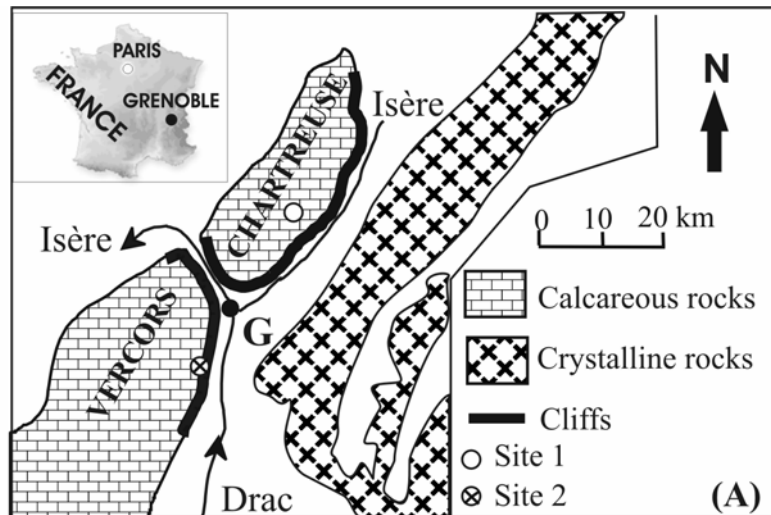 PARIS
FRANCE
GRENOBLE
CHARTREUSE
Isère
N
0 10 20 km
Isère
VERCORS
G
Calcareous rocks
Crystalline rocks
Cliffs
Site 1
Site 2
Drac
(A)